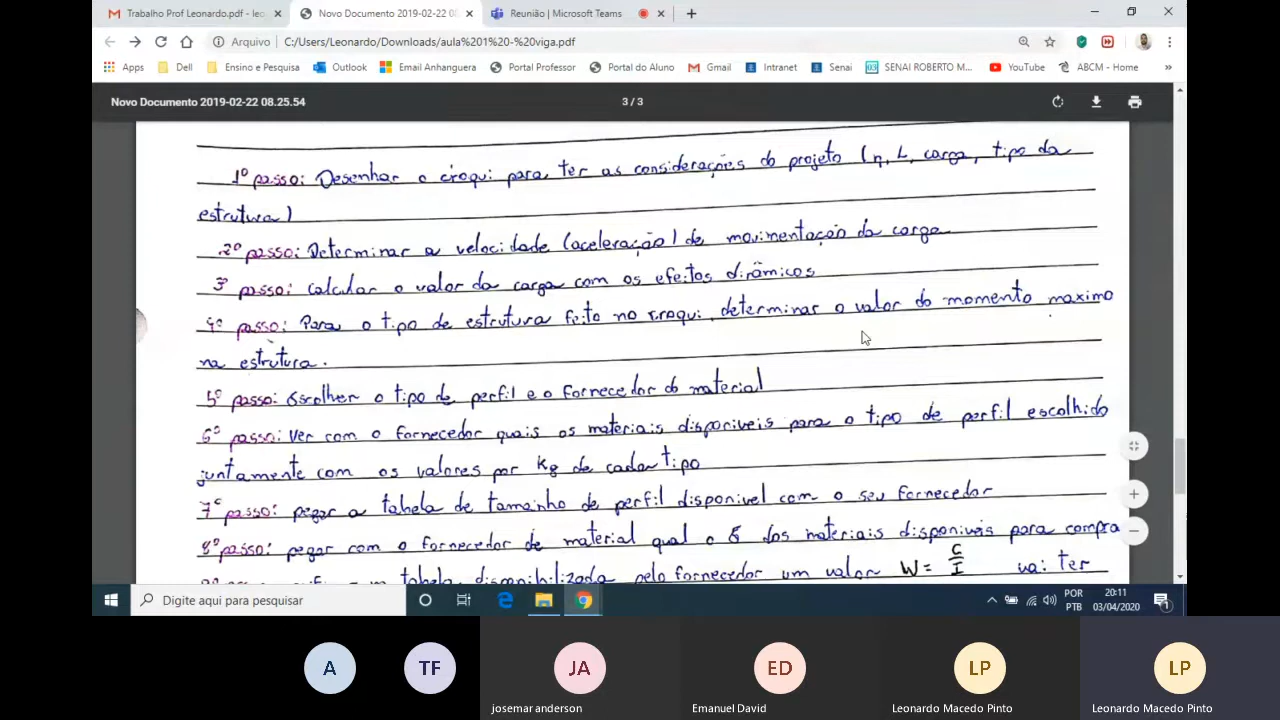 Trabalho Prof Leonardo.pdf - leo
Novo Documento 2019-02-22 08
Reunião | Microsoft Teams
Arquivo
C:/Users/Leonardo/Downloads/aula%201%20-%20viga.pdf
Apps
Dell
Ensino e Pesquisa
Outlook
Email Anhanguera
Portal Professor
Portal do Aluno
Gmail
Intranet
Senai
SENAI ROBERTO M...
YouTube
ABCM - Home
»
Novo Documento 2019-02-22 08.25.54
3 / 3
1º passo: Desenhar o croqui para ter as considerações do projeto (η, L, carga, tipo da
estrutura)
2º passo: Determinar a velocidade (aceleração) de movimentação da carga
3º passo: calcular o valor da carga com os efeitos dinâmicos
4º passo: Para o tipo de estrutura feito no croqui, determinar o valor do momento maximo
na estrutura.
5º passo: Escolher o tipo de perfil e o fornecedor do material
6º passo: Ver com o fornecedor quais os materiais disponiveis para o tipo de perfil escolhido
juntamente com os valores por kg de cada tipo
7º passo: pegar a tabela de tamanho de perfil disponivel com o seu fornecedor
8º passo: pegar com o fornecedor de material qual o dos materiais disponivéis para compra
tabela disponibilizada pelo fornecedor um valor W= C/I vai ter
Digite aqui para pesquisar
POR
PTB
20:11
03/04/2020
1
A
TF
JA
josemar anderson
ED
Emanuel David
LP
Leonardo Macedo Pinto
LP
Leonardo Macedo Pinto